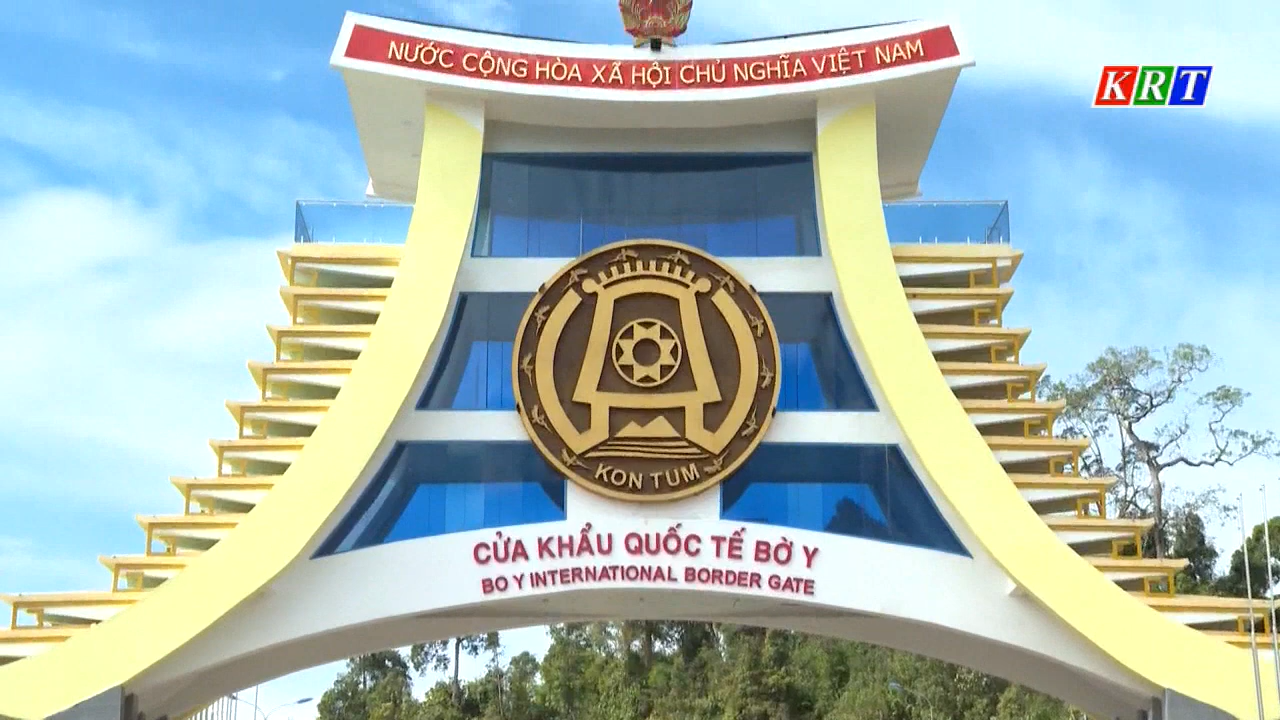 NƯỚC CỘNG HÒA XÃ HỘI CHỦ NGHĨA VIỆT NAM
KRT
KON TUM
CỬA KHẨU QUỐC TẾ BỜ Y
BO Y INTERNATIONAL BORDER GATE